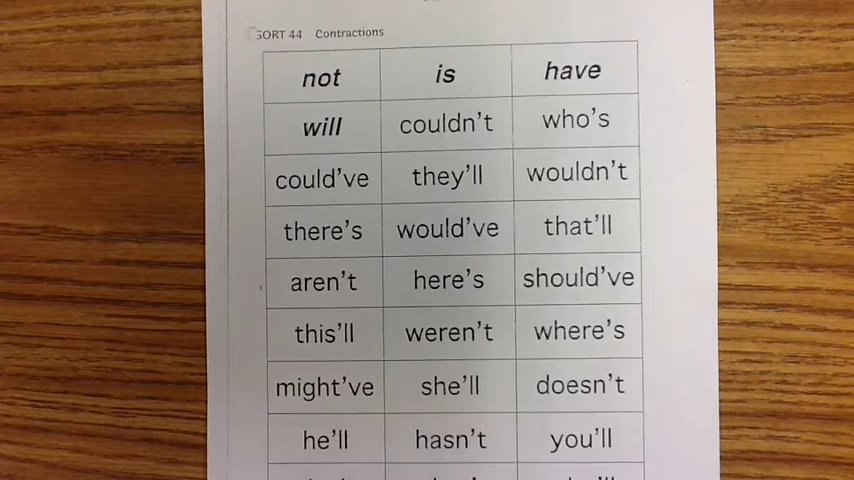 SORT 44 Contractions
not is have
will couldn't who's
could've they'll wouldn't
there's would've that'll
aren't here's should've
this'll weren't where's
might've she'll doesn't
he'll hasn't you'll